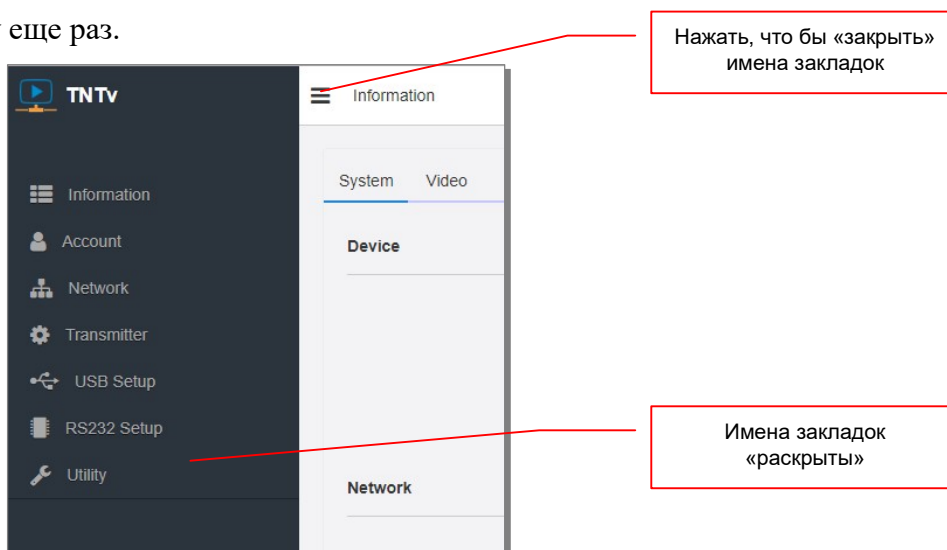 еще раз.
Нажать, что бы «закрыть»
имена закладок
TNTv
Information
System Video
Information
Account
Device
Network
Transmitter
USB Setup
RS232 Setup
Имена закладок
«раскрыты»
Utility
Network